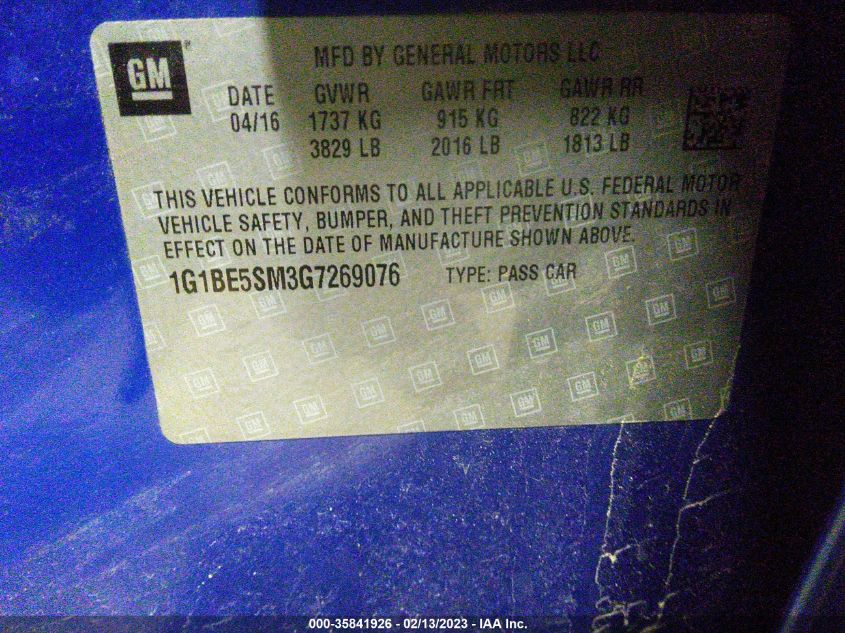 GM ®
MFD BY GENERAL MOTORS LLC
DATE GVWR GAWR FRT GAWR RR
04/16 1737 KG 915 KG 822 KG
3829 LB 2016 LB 1813 LB
THIS VEHICLE CONFORMS TO ALL APPLICABLE U.S. FEDERAL MOTOR
VEHICLE SAFETY, BUMPER, AND THEFT PREVENTION STANDARDS IN
EFFECT ON THE DATE OF MANUFACTURE SHOWN ABOVE.
1G1BE5SM3G7269076 TYPE: PASS CAR
000-35841926 - 02/13/2023 - IAA Inc.